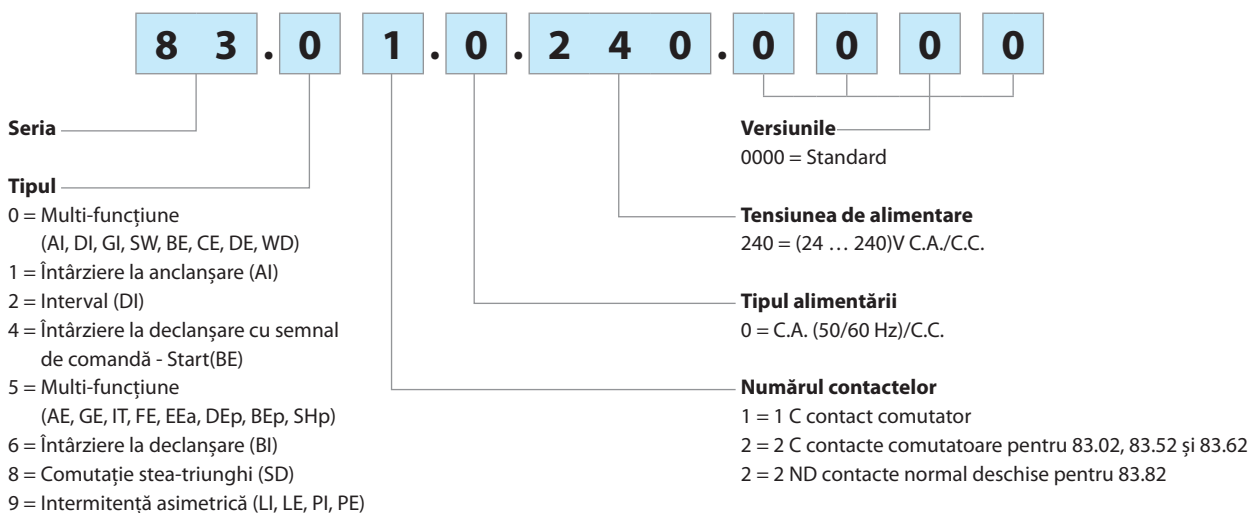 8 3 . 0 1 . 0 . 2 4 0 . 0 0 0 0
Seria
Tipul
0 = Multi-funcțiune
(AI, DI, GI, SW, BE, CE, DE, WD)
1 = Întârziere la anclanșare (AI)
2 = Interval (DI)
4 = Întârziere la declanșare cu semnal
de comandă - Start(BE)
5 = Multi-funcțiune
(AE, GE, IT, FE, EEa, DEp, BEp, SHp)
6 = Întârziere la declanșare (BI)
8 = Comutație stea-triunghi (SD)
9 = Intermitență asimetrică (LI, LE, PI, PE)
Versiunile
0000 = Standard
Tensiunea de alimentare
240 = (24 … 240)V C.A./C.C.
Tipul alimentării
0 = C.A. (50/60 Hz)/C.C.
Numărul contactelor
1 = 1 C contact comutator
2 = 2 C contacte comutatoare pentru 83.02, 83.52 și 83.62
2 = 2 ND contacte normal deschise pentru 83.82